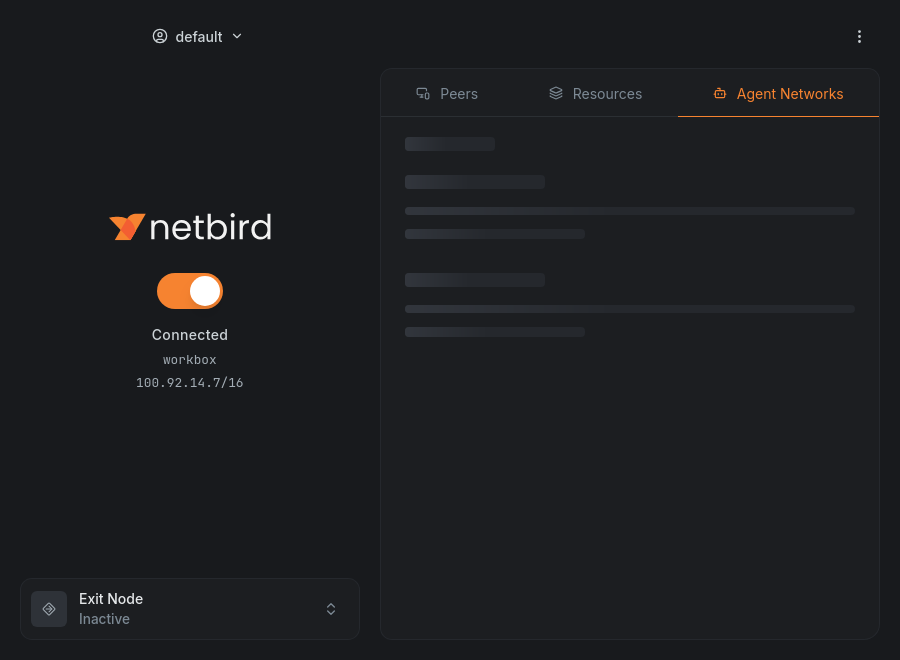 default
Peers
Resources
Agent Networks
netbird
Connected
workbox
100.92.14.7/16
Exit Node
Inactive